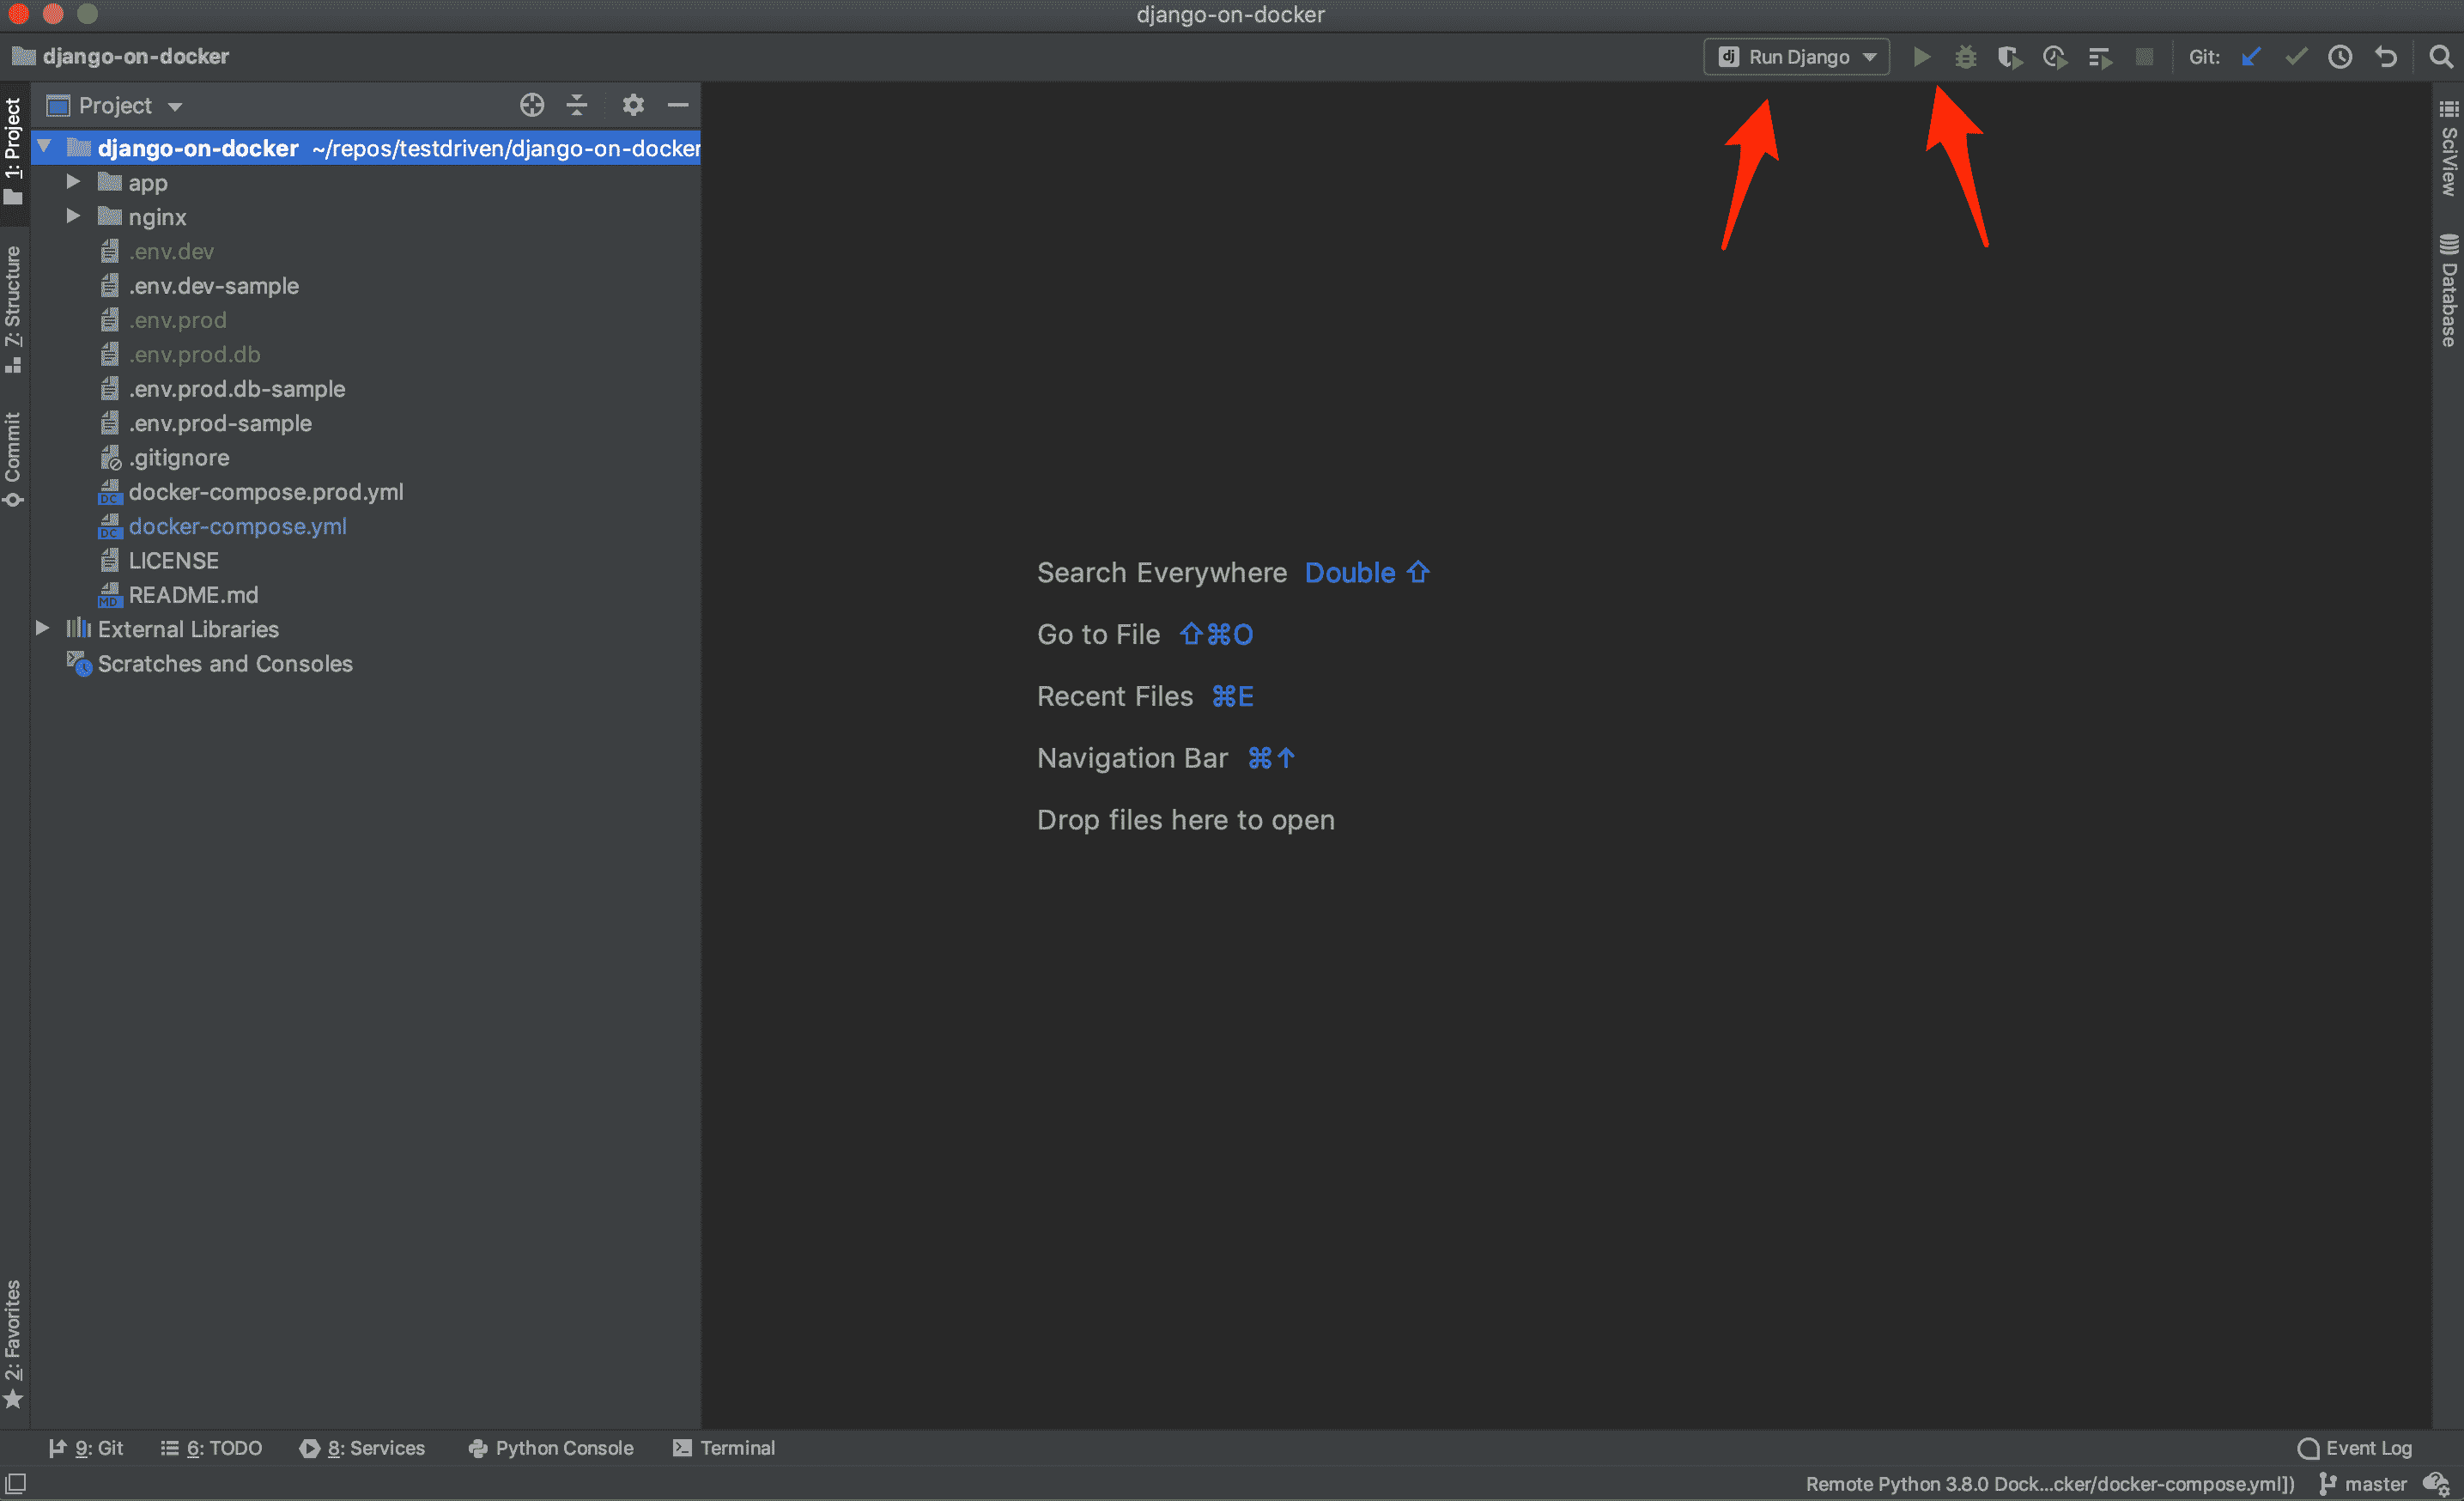 django-on-docker
django-on-docker
dj Run Django
Git:
1: Project
Project
django-on-docker ~/repos/testdriven/django-on-docker
app
nginx
.env.dev
.env.dev-sample
.env.prod
.env.prod.db
.env.prod.db-sample
.env.prod-sample
.gitignore
DC docker-compose.prod.yml
DC docker-compose.yml
LICENSE
MD README.md
External Libraries
Scratches and Consoles
7: Structure
Commit
2: Favorites
Search Everywhere Double ⇧
Go to File ⇧⌘O
Recent Files ⌘E
Navigation Bar ⌘↑
Drop files here to open
SciView
Database
9: Git
6: TODO
8: Services
Python Console
Terminal
Event Log
Remote Python 3.8.0 Dock...cker/docker-compose.yml])
master